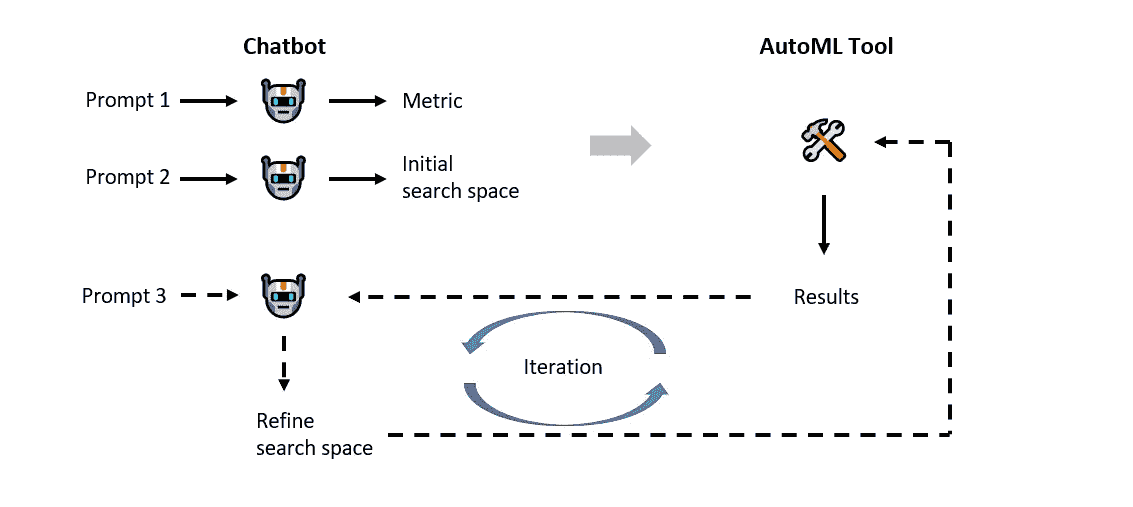 Chatbot
AutoML Tool
Prompt 1
Metric
Prompt 2
Initial
search space
Prompt 3
Results
Iteration
Refine
search space